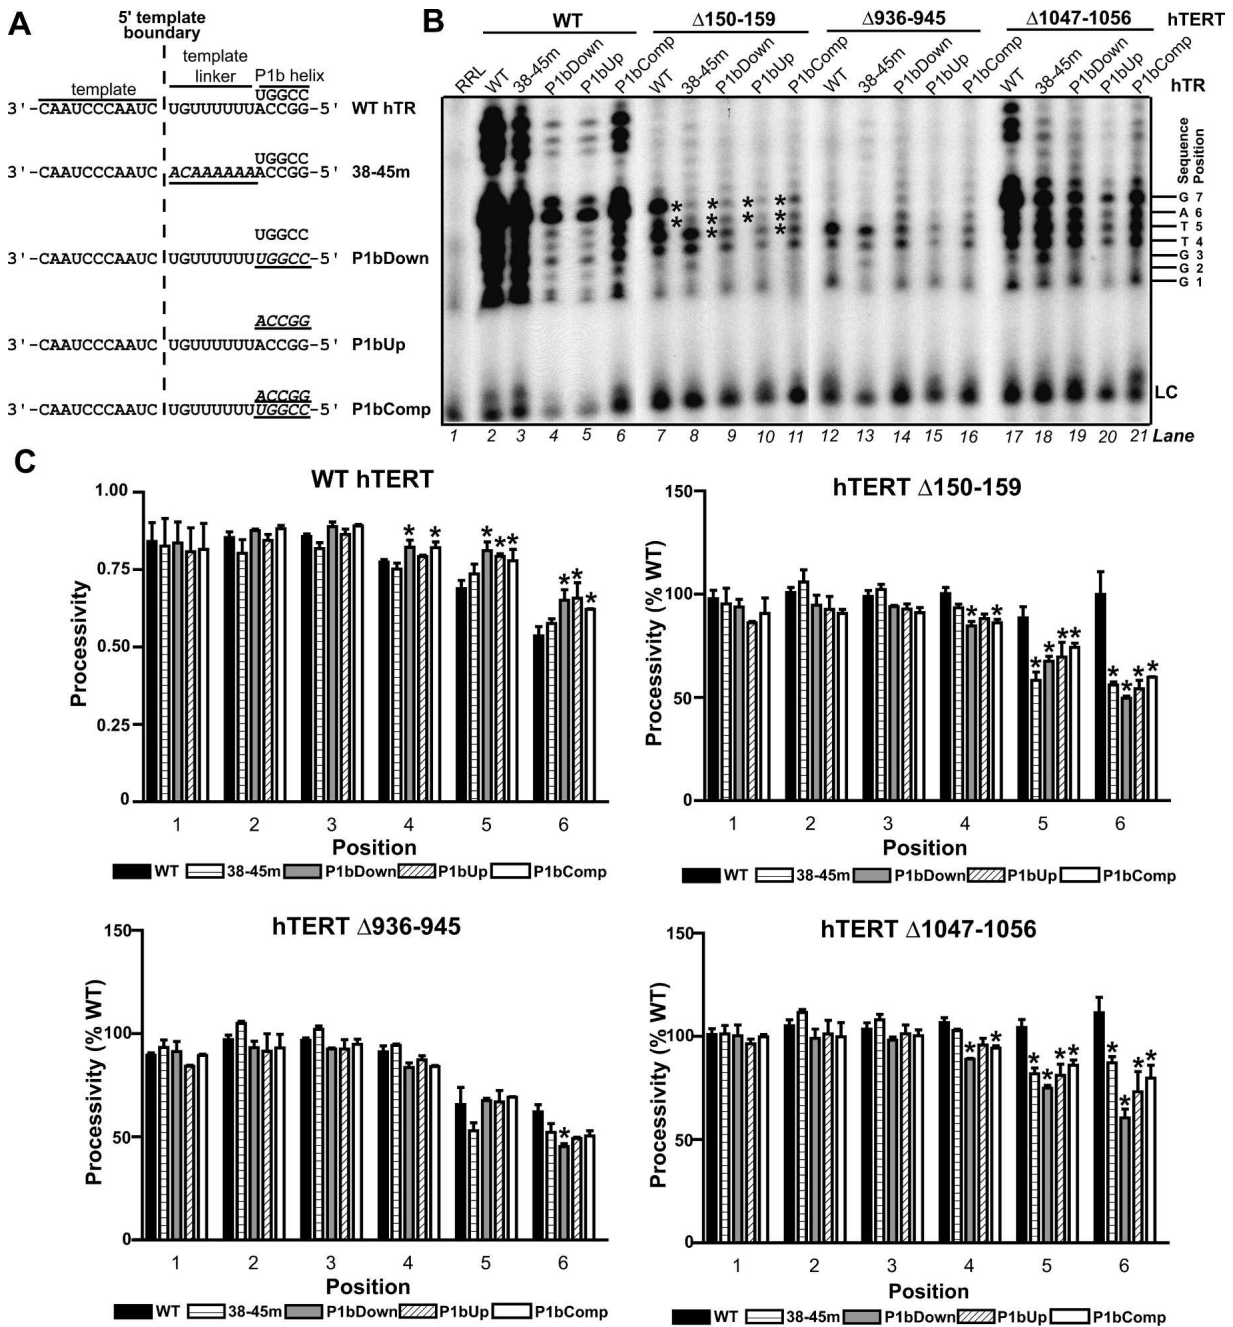 A
5' template
boundary
template
template
linker
P1b helix
UGGCC
3'-CAAUCCCAAUC UGUUUUUUACCGG-5' WT hTR
UGGCC
3'-CAAUCCCAAUC ACAAAAAAACCGG-5' 38-45m
UGGCC
3'-CAAUCCCAAUC UGUUUUUUUGGCC-5' P1bDown
ACCGG
3'-CAAUCCCAAUC UGUUUUUUACCGG-5' P1bUp
ACCGG
3'-CAAUCCCAAUC UGUUUUUUUGGCC-5' P1bComp
B
WT Δ150-159 Δ936-945 Δ1047-1056 hTERT
RRL WT 38-45m P1bDown P1bUp P1bComp WT 38-45m P1bDown P1bUp P1bComp WT 38-45m P1bDown P1bUp P1bComp WT 38-45m P1bDown P1bUp P1bComp hTR
Sequence
Position
G 7
* * * *
A 6
* * *
T 5
* *
T 4
G 3
G 2
G 1
LC
1 2 3 4 5 6 7 8 9 10 11 12 13 14 15 16 17 18 19 20 21 Lane
C
WT hTERT
Processivity
1.00
0.75
0.50
0.25
0
* * * * * * * *
1 2 3 4 5 6
Position
WT 38-45m P1bDown P1bUp P1bComp
hTERT Δ150-159
Processivity (% WT)
150
100
50
0
* * * * * * * * * *
1 2 3 4 5 6
Position
WT 38-45m P1bDown P1bUp P1bComp
hTERT Δ936-945
Processivity (% WT)
150
100
50
0
*
1 2 3 4 5 6
Position
WT 38-45m P1bDown P1bUp P1bComp
hTERT Δ1047-1056
Processivity (% WT)
150
100
50
0
* * * * * * * * * *
1 2 3 4 5 6
Position
WT 38-45m P1bDown P1bUp P1bComp